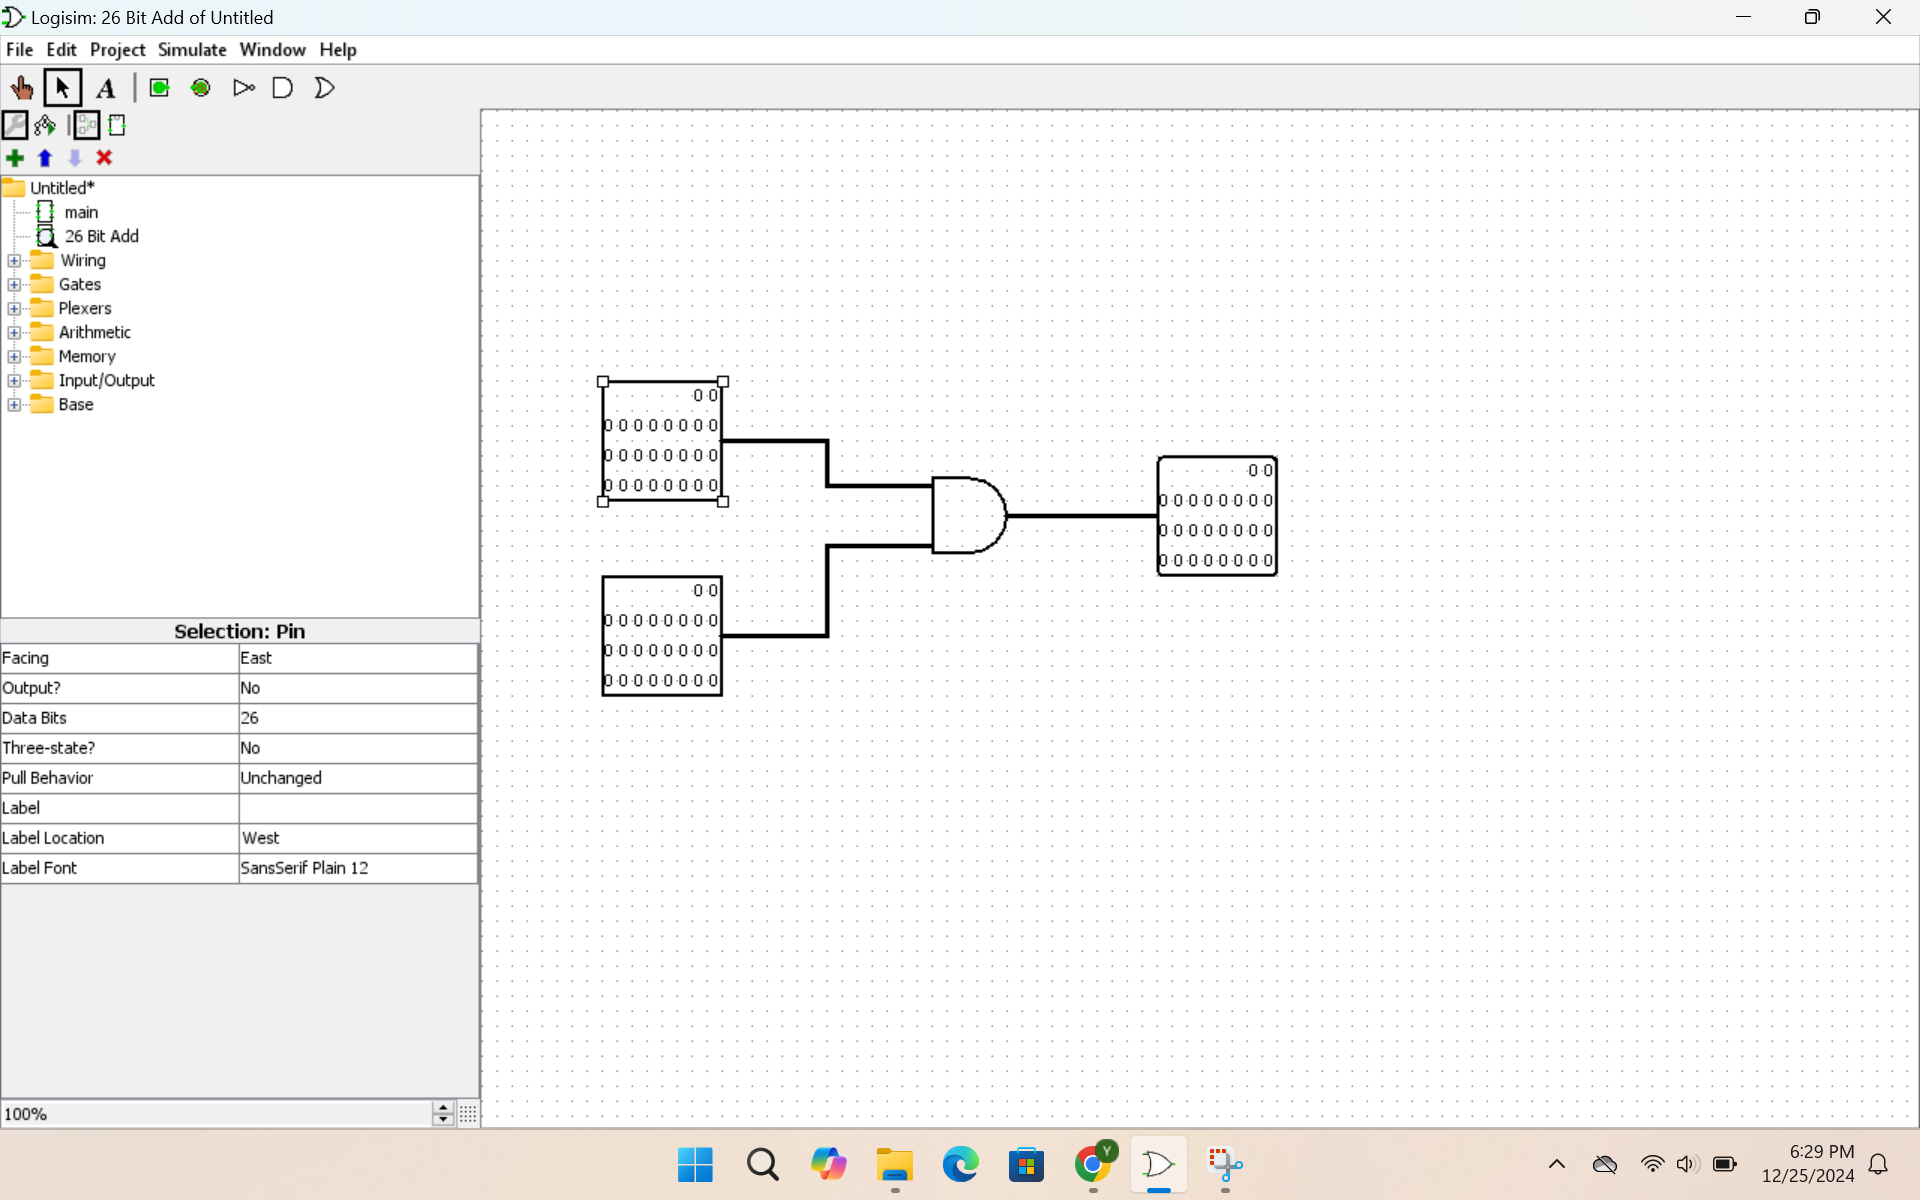 Logisim: 26 Bit Add of Untitled
File Edit Project Simulate Window Help
A
Untitled*
main
26 Bit Add
Wiring
Gates
Plexers
Arithmetic
Memory
Input/Output
Base
Selection: Pin
Facing East
Output? No
Data Bits 26
Three-state? No
Pull Behavior Unchanged
Label
Label Location West
Label Font SansSerif Plain 12
100%
0 0
0 0 0 0 0 0 0 0
0 0 0 0 0 0 0 0
0 0 0 0 0 0 0 0
0 0
0 0 0 0 0 0 0 0
0 0 0 0 0 0 0 0
0 0 0 0 0 0 0 0
0 0
0 0 0 0 0 0 0 0
0 0 0 0 0 0 0 0
0 0 0 0 0 0 0 0
Y
6:29 PM
12/25/2024